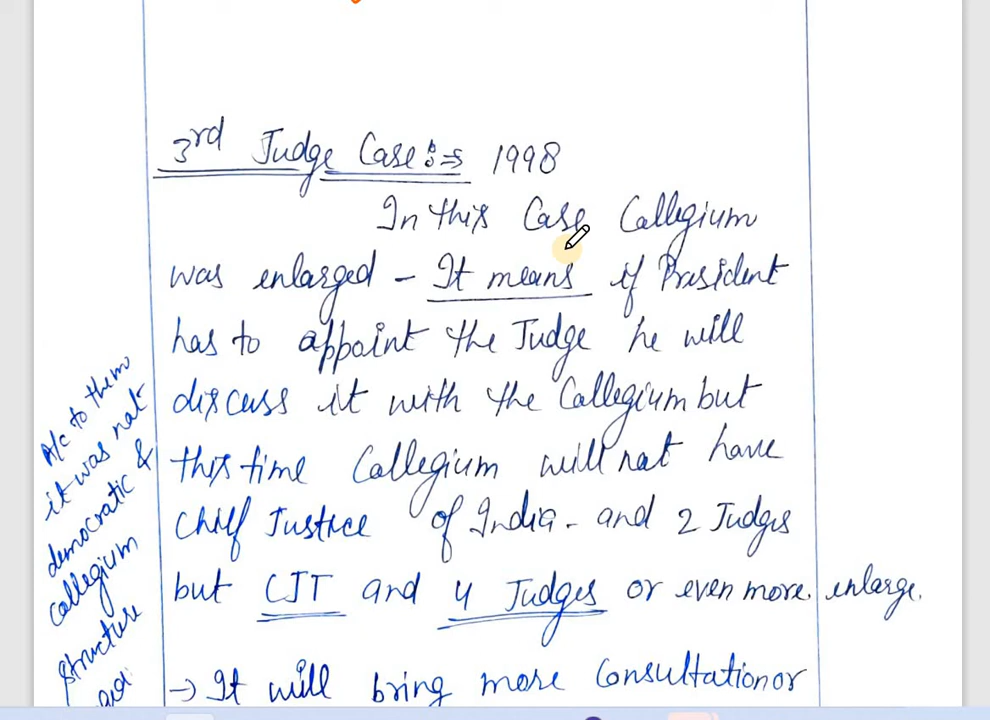 3rd Judge Case :⇒ 1998
In this Case Collegium
was enlarged - It means if President
has to appoint the Judge he will
discuss it with the Collegium but
this time Collegium will not have
Chief Justice of India - and 2 Judges
but CJI and 4 Judges or even more enlarge.
→ It will bring more Consultation or
A/c to them
it was not
democratic &
Collegium
structure